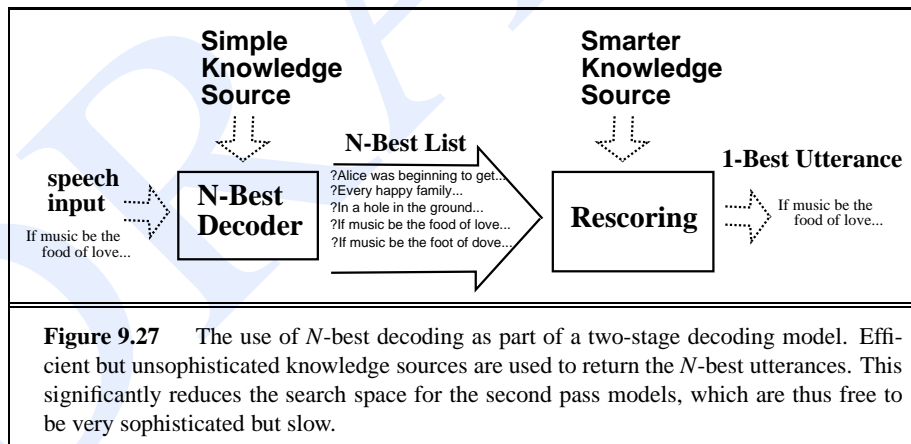 Simple
Knowledge
Source
Smarter
Knowledge
Source
speech
input
If music be the
food of love...
N-Best
Decoder
N-Best List
?Alice was beginning to get...
?Every happy family...
?In a hole in the ground...
?If music be the food of love...
?If music be the foot of dove...
Rescoring
1-Best Utterance
If music be the
food of love...
Figure 9.27 The use of N-best decoding as part of a two-stage decoding model. Effi-
cient but unsophisticated knowledge sources are used to return the N-best utterances. This
significantly reduces the search space for the second pass models, which are thus free to
be very sophisticated but slow.